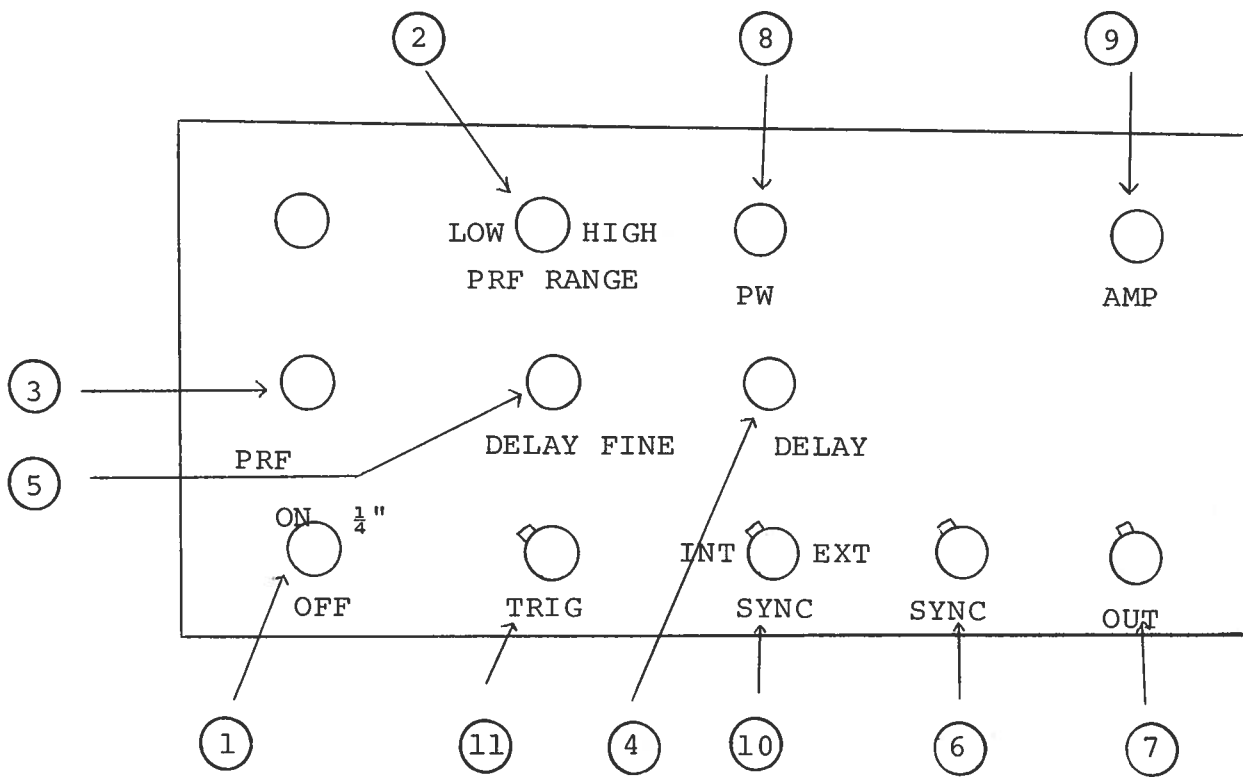 2
8
9
LOW HIGH
PRF RANGE
PW
AMP
3
DELAY FINE
DELAY
PRF
5
ON ¼"
INT EXT
OFF
TRIG
SYNC
SYNC
OUT
1
11
4
10
6
7